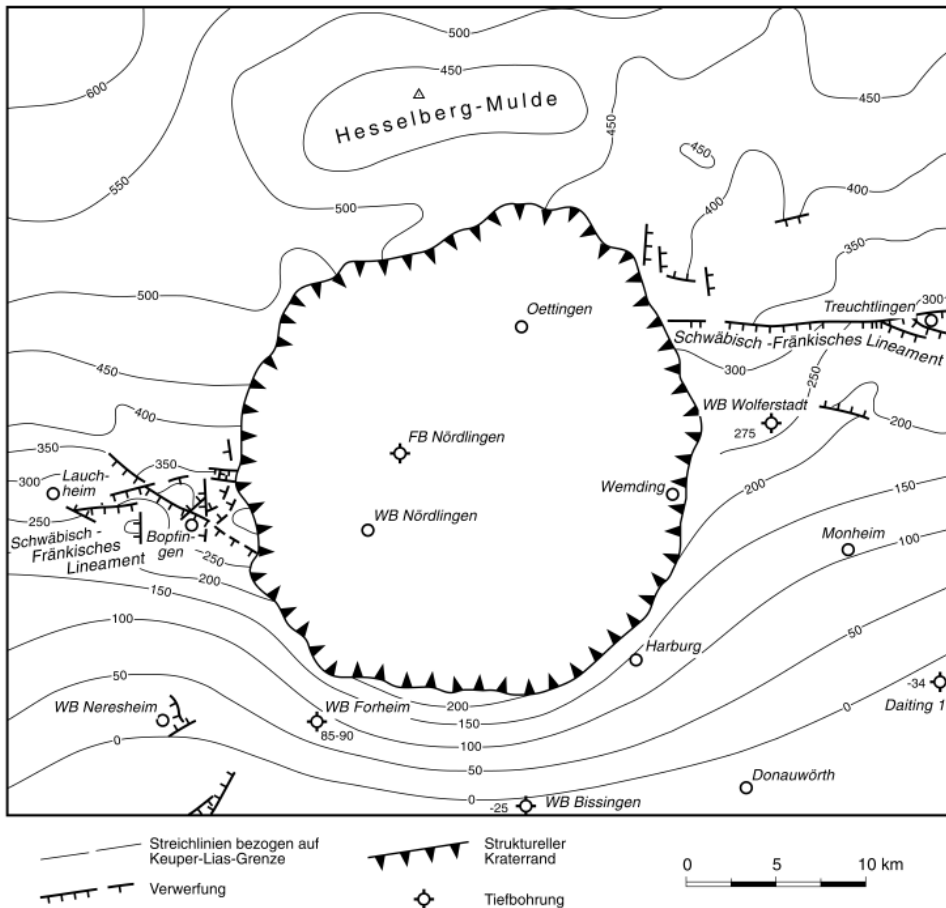 500
600
450
Hesselberg-Mulde
450
450
450
550
500
400
400
350
500
Oettingen
Treuchtlingen
300
Schwäbisch -Fränkisches Lineament
450
300
250
400
WB Wolferstadt
275
200
350
FB Nördlingen
350
300
Lauch-
heim
200
Wemding
150
250
WB Nördlingen
Schwäbisch -
Fränkisches
Lineament
Bopfin-
gen
250
200
Monheim
100
150
100
Harburg
50
50
WB Neresheim
WB Forheim
85-90
200
150
100
-34
Daiting 1
0
0
50
Donauwörth
0
-25
WB Bissingen
Streichlinien bezogen auf
Keuper-Lias-Grenze
Struktureller
Kraterrand
0 5 10 km
Verwerfung
Tiefbohrung